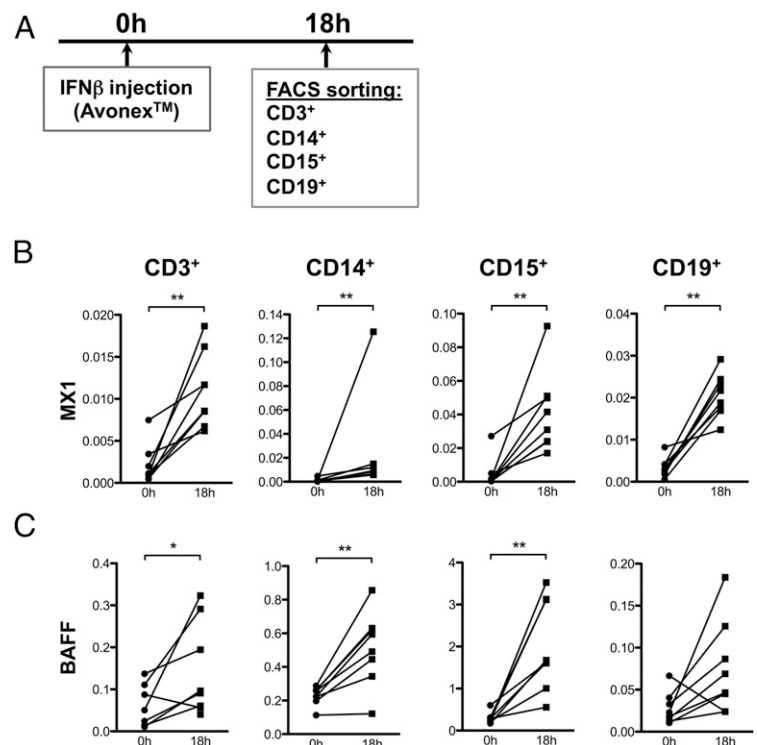 A
0h 18h
IFNβ injection
(Avonex™)
FACS sorting:
CD3⁺
CD14⁺
CD15⁺
CD19⁺
B
CD3⁺ CD14⁺ CD15⁺ CD19⁺
MX1
** 
0.020
0.015
0.010
0.005
0.000
0h 18h
**
0.14
0.12
0.10
0.08
0.06
0.04
0.02
0.00
0h 18h
**
0.10
0.08
0.06
0.04
0.02
0.00
0h 18h
**
0.04
0.03
0.02
0.01
0.00
0h 18h
C
BAFF
*
0.4
0.3
0.2
0.1
0.0
0h 18h
**
1.0
0.8
0.6
0.4
0.2
0.0
0h 18h
**
4
3
2
1
0
0h 18h
0.20
0.15
0.10
0.05
0.00
0h 18h